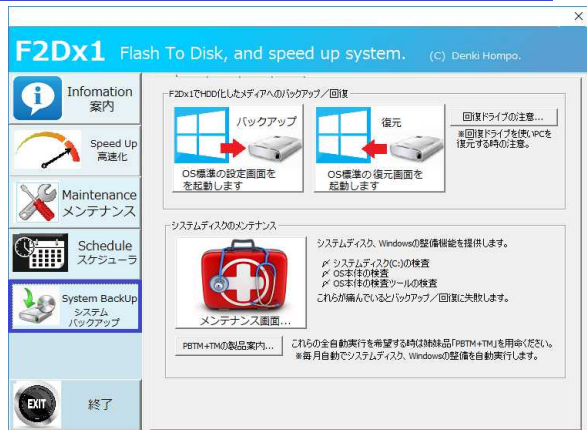 F2Dx1 Flash To Disk, and speed up system. (C) Denki Hompo.
Infomation
案内
Speed Up
高速化
Maintenance
メンテナンス
Schedule
スケジューラ
System BackUp
システム
バックアップ
EXIT
終了
F2Dx1でHDD化したメディアへのバックアップ/回復
バックアップ
OS標準の設定画面を
を起動します
復元
OS標準の復元画面を
起動します
回復ドライブの注意...
※回復ドライブを使いPCを
復元する時の注意。
システムディスクのメンテナンス
メンテナンス画面...
システムディスク、Windowsの整備機能を提供します。
〆 システムディスク(C:)の検査
〆 OS本体の検査
〆 OS本体の検査ツールの検査
これらが痛んでいるとバックアップ/回復に失敗します。
PBTM+TMの製品案内...
これらの全自動実行を希望する時は姉妹品「PBTM+TM」を用命ください。
※毎月自動でシステムディスク、Windowsの整備を自動実行します。